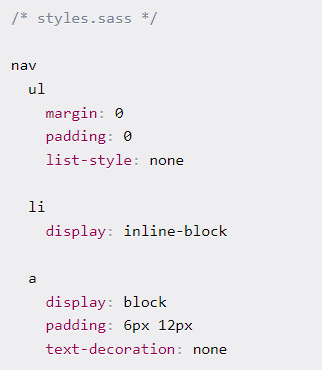 /* styles.sass */

nav
  ul
    margin: 0
    padding: 0
    list-style: none

  li
    display: inline-block

  a
    display: block
    padding: 6px 12px
    text-decoration: none